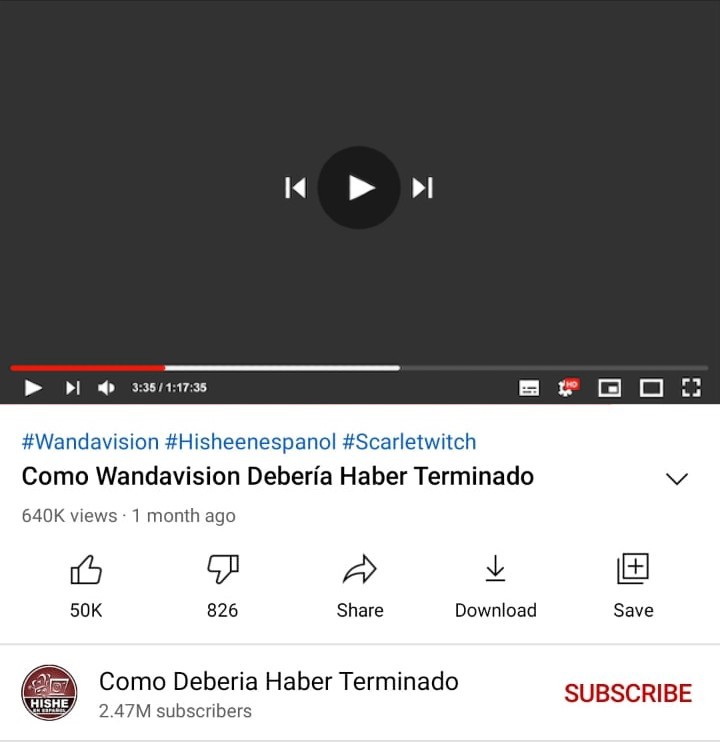 3:35 / 1:17:35
HD
#Wandavision #Hisheenespanol #Scarletwitch
Como Wandavision Debería Haber Terminado
640K views · 1 month ago
50K 826 Share Download Save
HISHE
EN ESPAÑOL
Como Deberia Haber Terminado
2.47M subscribers
SUBSCRIBE